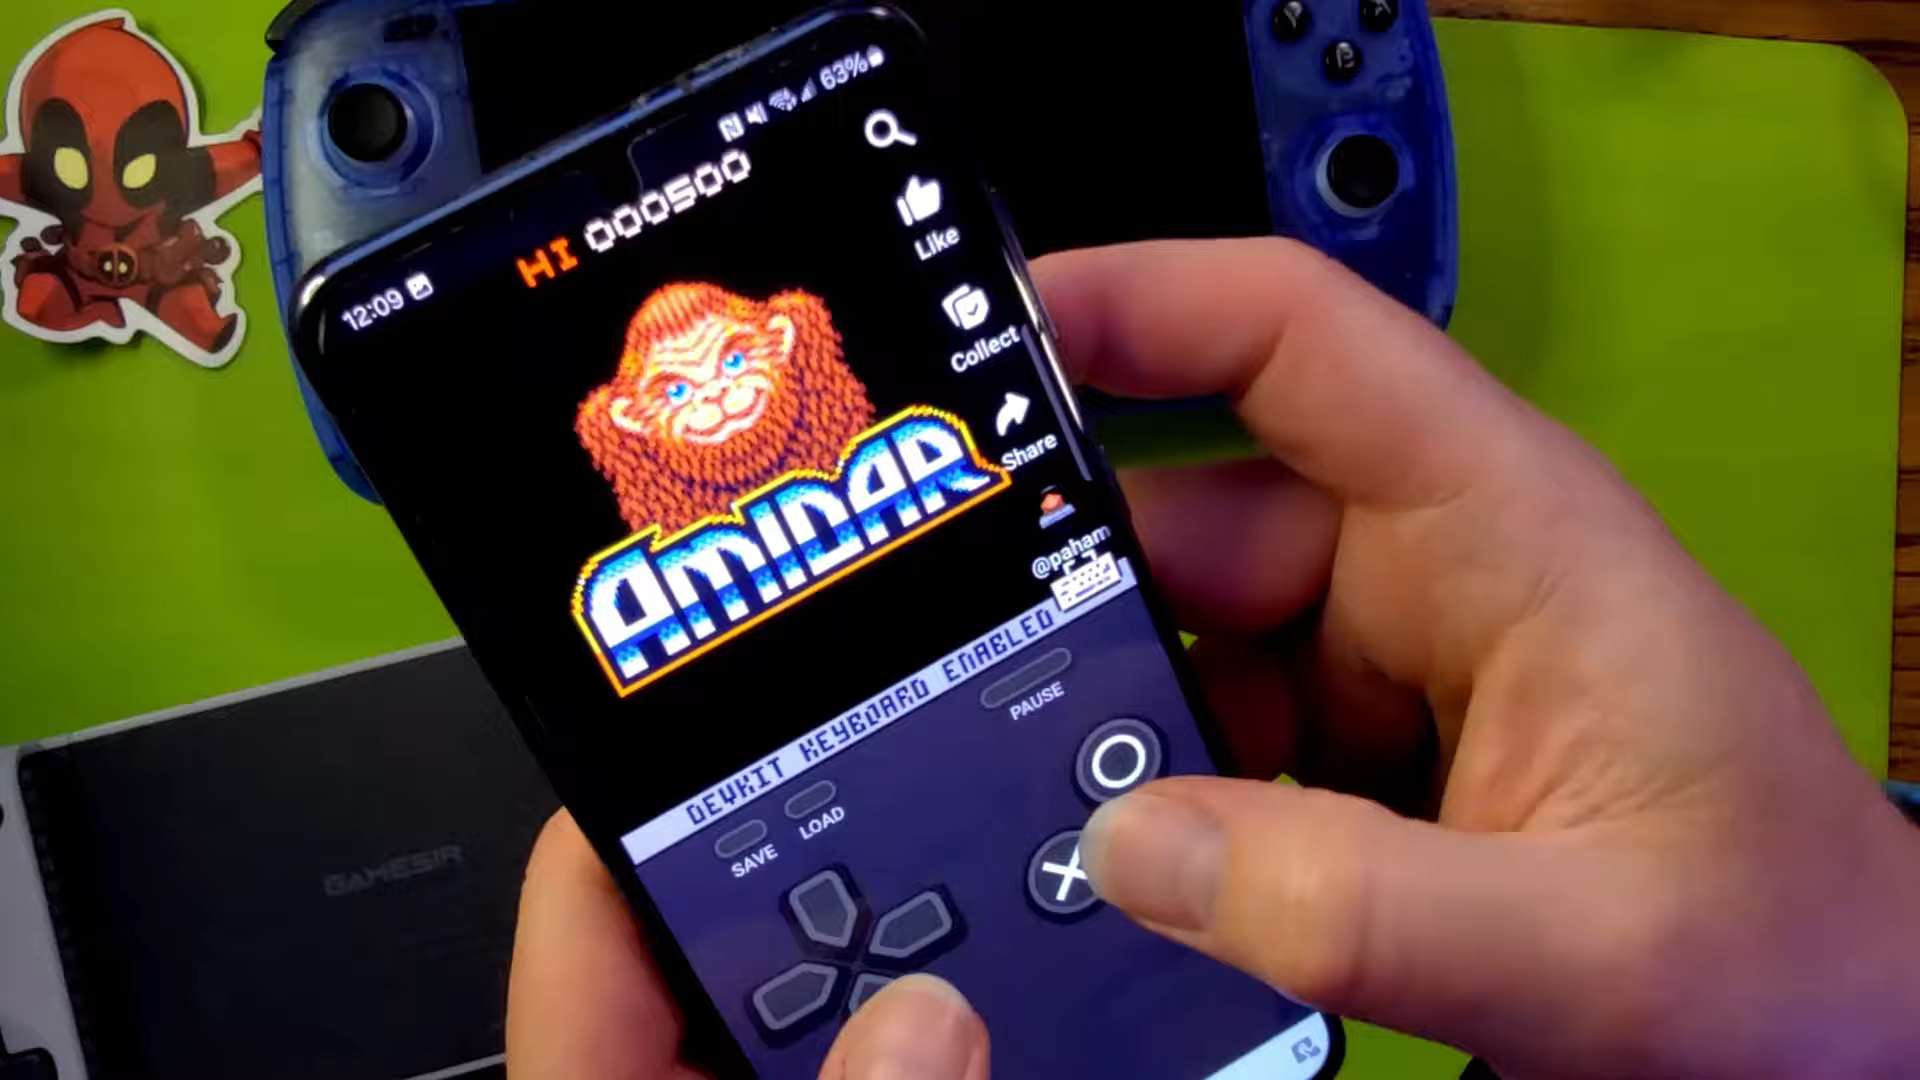 12:09
63%
HI 000500
Like
Collect
Share
@paham
AMIDAR
DEVKIT KEYBOARD ENABLED
PAUSE
LOAD
SAVE
X
GAMESIR